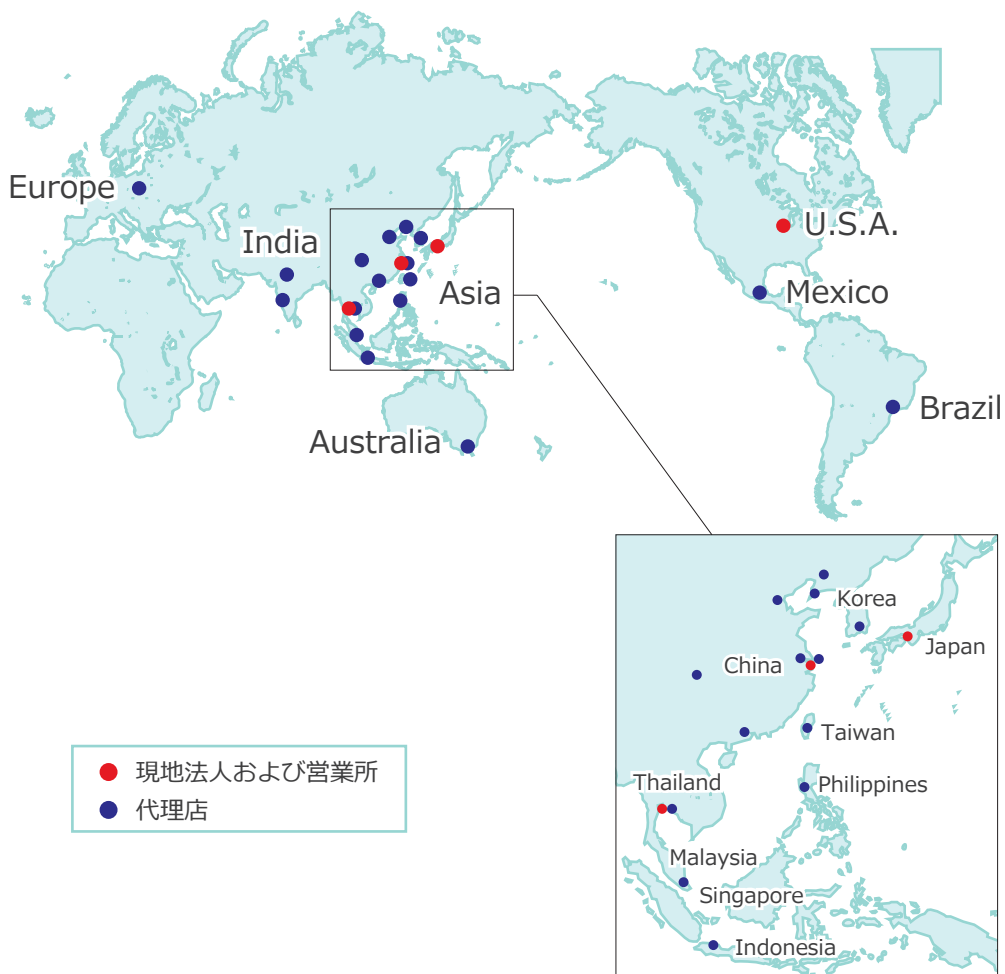 Europe
India
U.S.A.
Asia
Mexico
Brazil
Australia
Korea
Japan
China
Taiwan
Thailand
Philippines
Malaysia
Singapore
Indonesia
現地法人および営業所
代理店